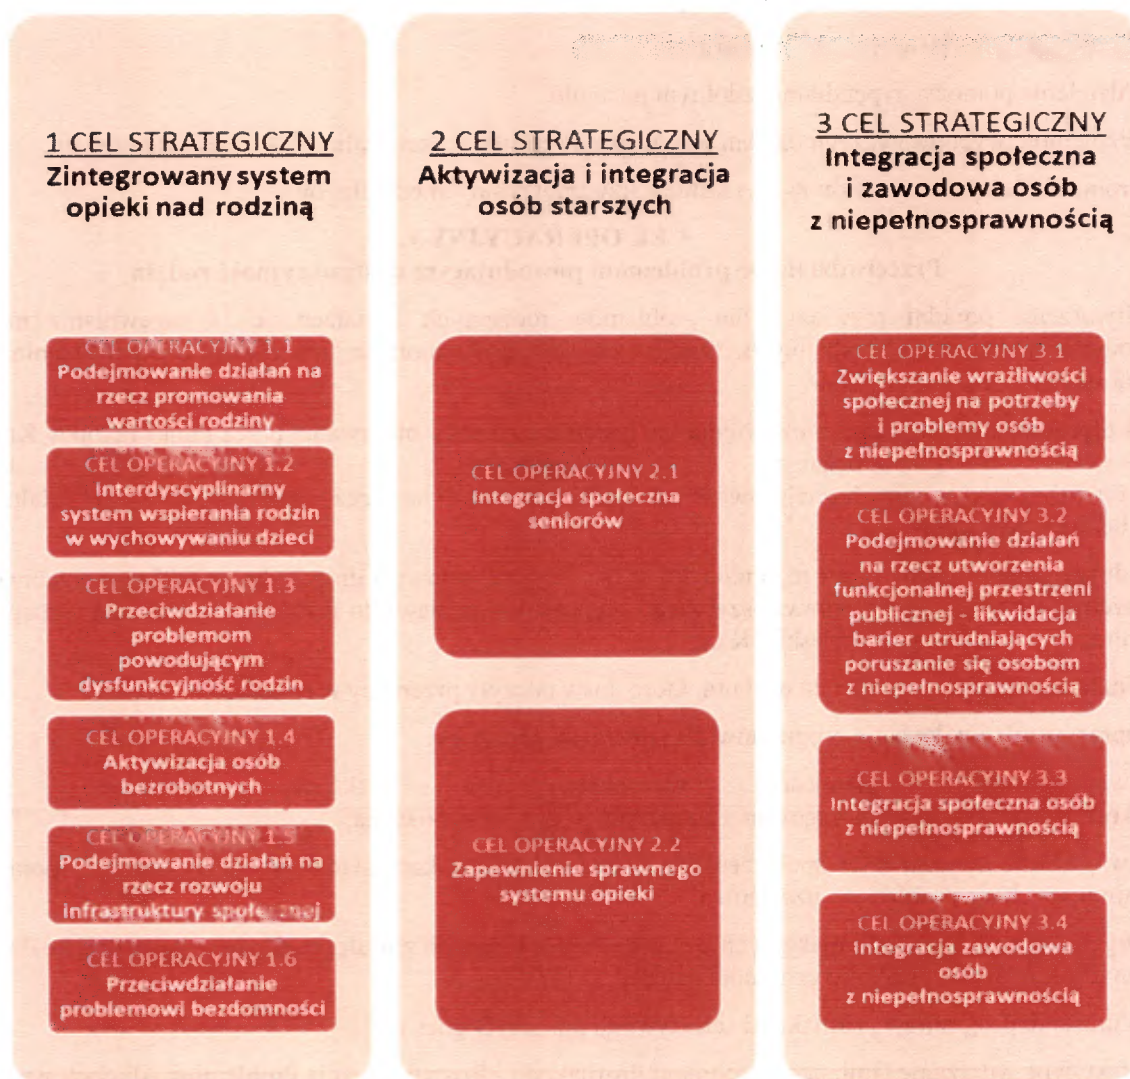 1 CEL STRATEGICZNY
Zintegrowany system
opieki nad rodziną
CEL OPERACYJNY 1.1
Podejmowanie działań na
rzecz promowania
wartości rodziny
CEL OPERACYJNY 1.2
Interdyscyplinarny
system wspierania rodzin
w wychowywaniu dzieci
CEL OPERACYJNY 1.3
Przeciwdziałanie
problemom
powodującym
dysfunkcyjność rodzin
CEL OPERACYJNY 1.4
Aktywizacja osób
bezrobotnych
CEL OPERACYJNY 1.5
Podejmowanie działań na
rzecz rozwoju
infrastruktury społecznej
CEL OPERACYJNY 1.6
Przeciwdziałanie
problemowi bezdomności
2 CEL STRATEGICZNY
Aktywizacja i integracja
osób starszych
CEL OPERACYJNY 2.1
Integracja społeczna
seniorów
CEL OPERACYJNY 2.2
Zapewnienie sprawnego
systemu opieki
3 CEL STRATEGICZNY
Integracja społeczna
i zawodowa osób
z niepełnosprawnością
CEL OPERACYJNY 3.1
Zwiększanie wrażliwości
społecznej na potrzeby
i problemy osób
z niepełnosprawnością
CEL OPERACYJNY 3.2
Podejmowanie działań
na rzecz utworzenia
funkcjonalnej przestrzeni
publicznej - likwidacja
barier utrudniających
poruszanie się osobom
z niepełnosprawnością
CEL OPERACYJNY 3.3
Integracja społeczna osób
z niepełnosprawnością
CEL OPERACYJNY 3.4
Integracja zawodowa
osób
z niepełnosprawnością